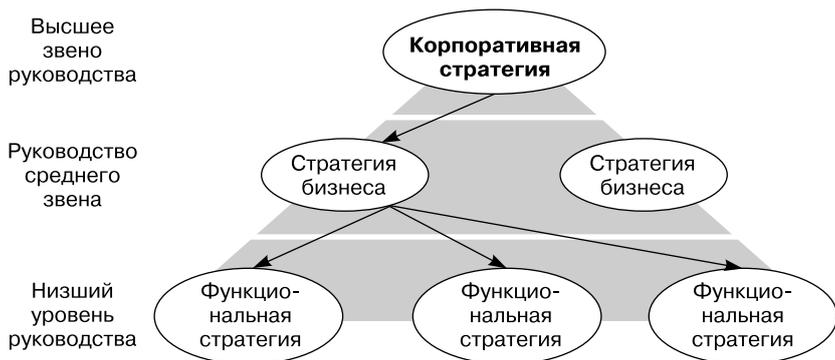 Высшее
звено
руководства
Корпоративная
стратегия
Руководство
среднего
звена
Стратегия
бизнеса
Стратегия
бизнеса
Низший
уровень
руководства
Функцио-
нальная
стратегия
Функцио-
нальная
стратегия
Функцио-
нальная
стратегия